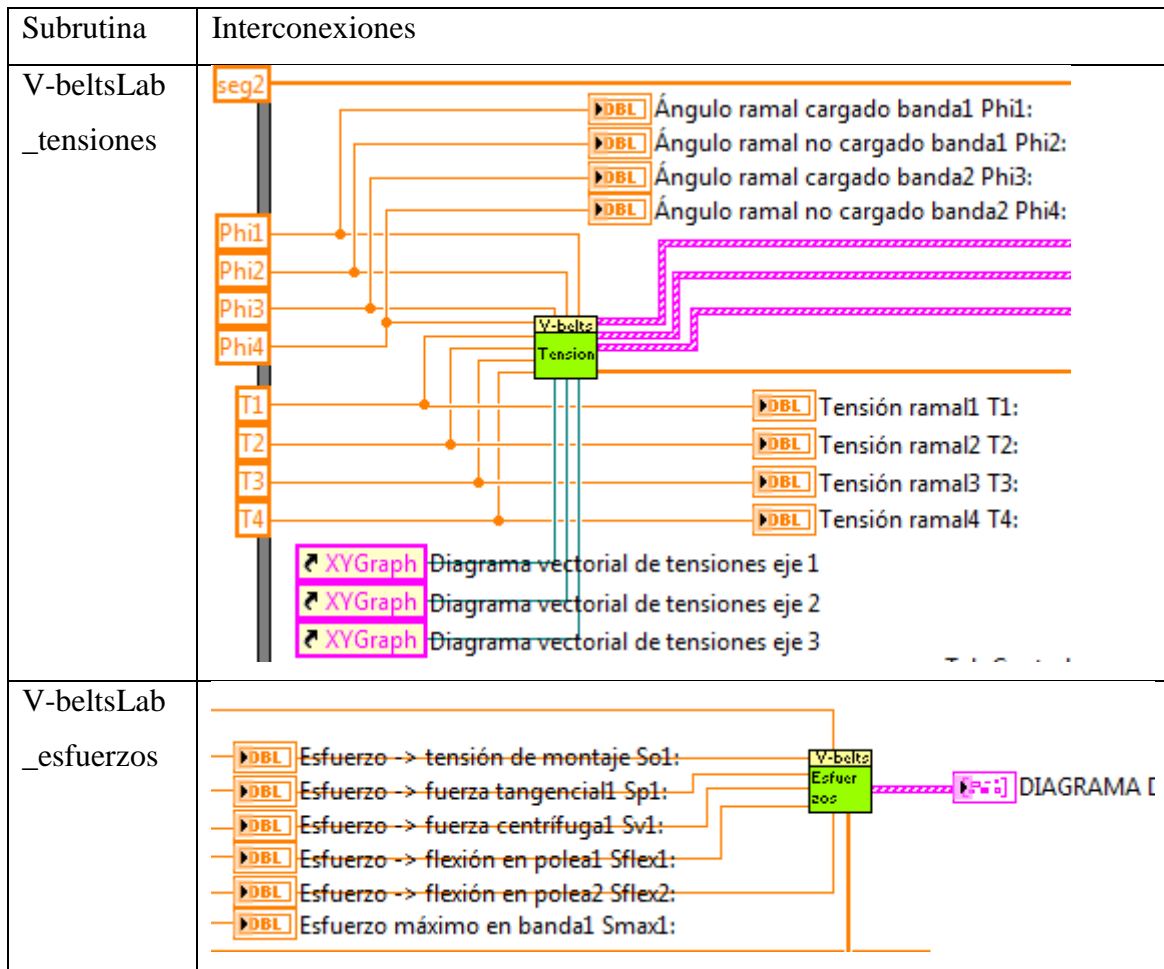 Subrutina Interconexiones
V-beltsLab
_tensiones
seg2
DBL Ángulo ramal cargado banda1 Phi1:
DBL Ángulo ramal no cargado banda1 Phi2:
DBL Ángulo ramal cargado banda2 Phi3:
DBL Ángulo ramal no cargado banda2 Phi4:
Phi1
Phi2
Phi3
Phi4
V-belts
Tension
T1
DBL Tensión ramal1 T1:
T2
DBL Tensión ramal2 T2:
T3
DBL Tensión ramal3 T3:
T4
DBL Tensión ramal4 T4:
XYGraph Diagrama vectorial de tensiones eje 1
XYGraph Diagrama vectorial de tensiones eje 2
XYGraph Diagrama vectorial de tensiones eje 3
V-beltsLab
_esfuerzos
DBL Esfuerzo -> tensión de montaje So1:
DBL Esfuerzo -> fuerza tangencial1 Sp1:
DBL Esfuerzo -> fuerza centrífuga1 Sv1:
DBL Esfuerzo -> flexión en polea1 Sflex1:
DBL Esfuerzo -> flexión en polea2 Sflex2:
DBL Esfuerzo máximo en banda1 Smax1:
V-belts
Esfuer
zos
DIAGRAMA